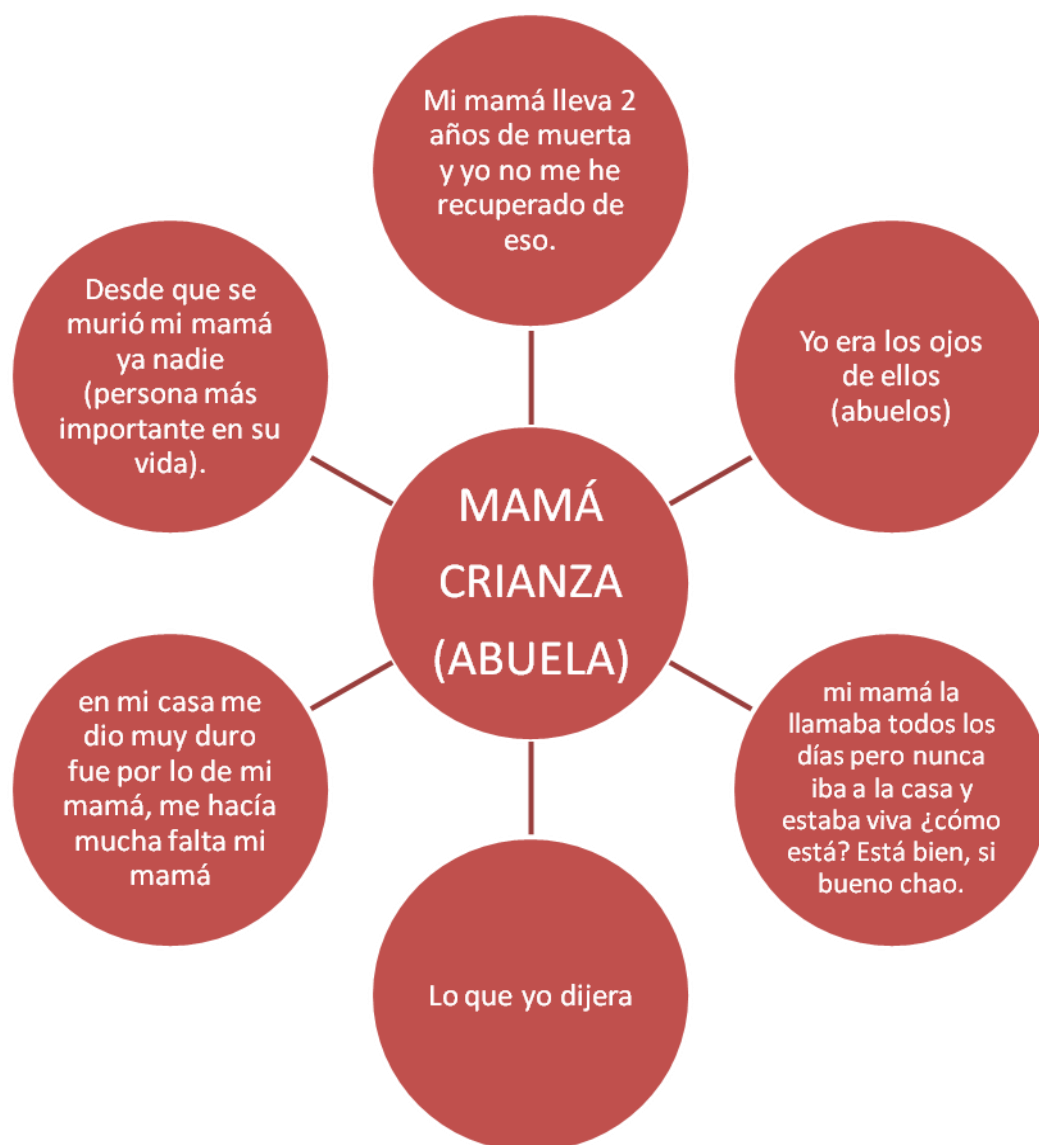 Mi mamá lleva 2
años de muerta
y yo no me he
recuperado de
eso.
Desde que se
murió mi mamá
ya nadie
(persona más
importante en su
vida).
Yo era los ojos
de ellos
(abuelos)
MAMÁ
CRIANZA
(ABUELA)
en mi casa me
dio muy duro
fue por lo de mi
mamá, me hacía
mucha falta mi
mamá
mi mamá la
llamaba todos los
días pero nunca
iba a la casa y
estaba viva ¿cómo
está? Está bien, si
bueno chao.
Lo que yo dijera